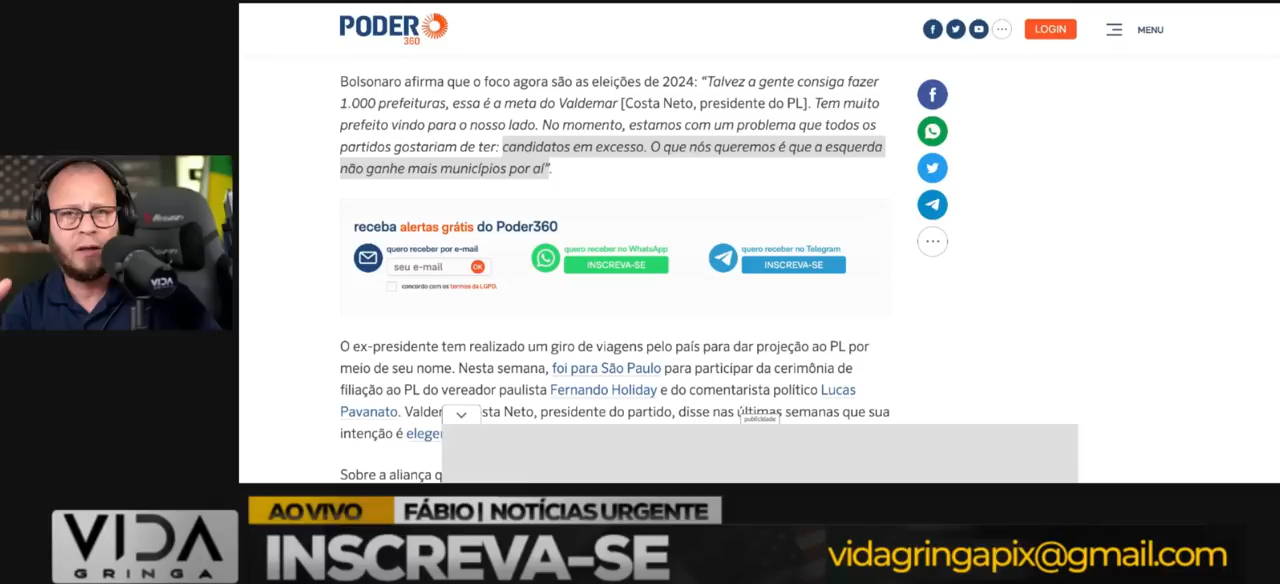 PODER
360
LOGIN
MENU
Bolsonaro afirma que o foco agora são as eleições de 2024: “Talvez a gente consiga fazer
1.000 prefeituras, essa é a meta do Valdemar [Costa Neto, presidente do PL]. Tem muito
prefeito vindo para o nosso lado. No momento, estamos com um problema que todos os
partidos gostariam de ter: candidatos em excesso. O que nós queremos é que a esquerda
não ganhe mais municípios por aí”.
receba alertas grátis do Poder360
quero receber por e-mail
seu e-mail
OK
concordo com os termos da LGPD.
quero receber no WhatsApp
INSCREVA-SE
quero receber no Telegram
INSCREVA-SE
O ex-presidente tem realizado um giro de viagens pelo país para dar projeção ao PL por
meio de seu nome. Nesta semana, foi para São Paulo para participar da cerimônia de
filiação ao PL do vereador paulista Fernando Holiday e do comentarista político Lucas
Pavanato. Valde sta Neto, presidente do partido, disse nas últimas semanas que sua
publicidade
intenção é eleger
Sobre a aliança q
VIDA
AO VIVO
FÁBIO | NOTÍCIAS URGENTE
VIDA
GRINGA
INSCREVA-SE
vidagringapix@gmail.com